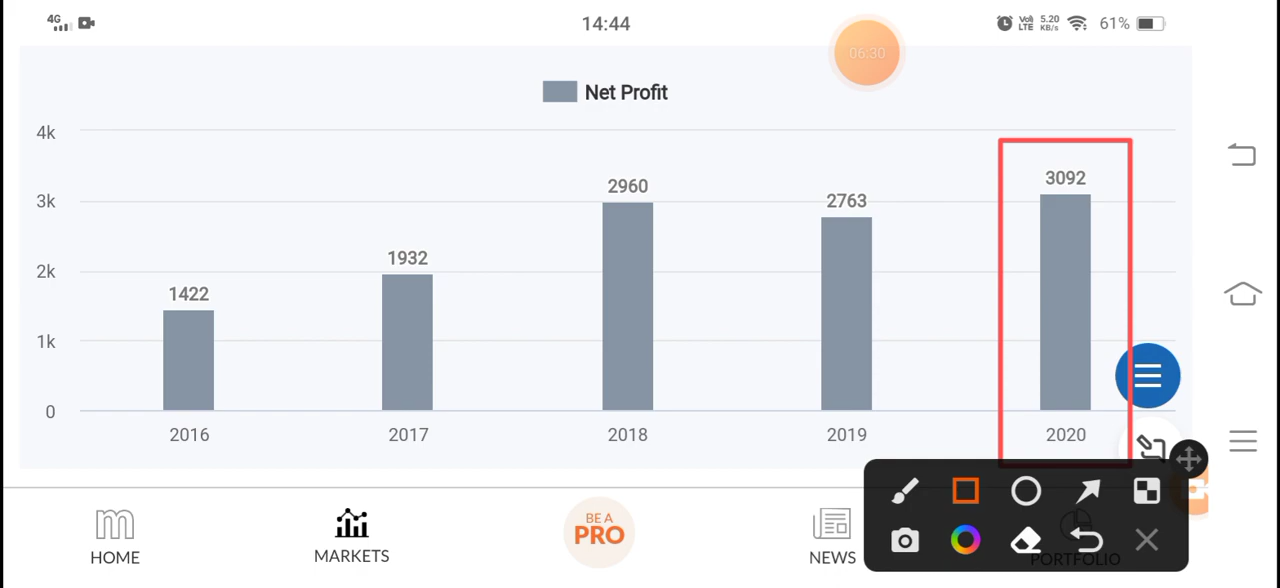 4G
14:44
Vo)) LTE
5.20 KB/s
61%
06:30
Net Profit
4k
3k
2k
1k
0
1422
1932
2960
2763
3092
2016
2017
2018
2019
2020
HOME
MARKETS
BE A
PRO
NEWS
PORTFOLIO